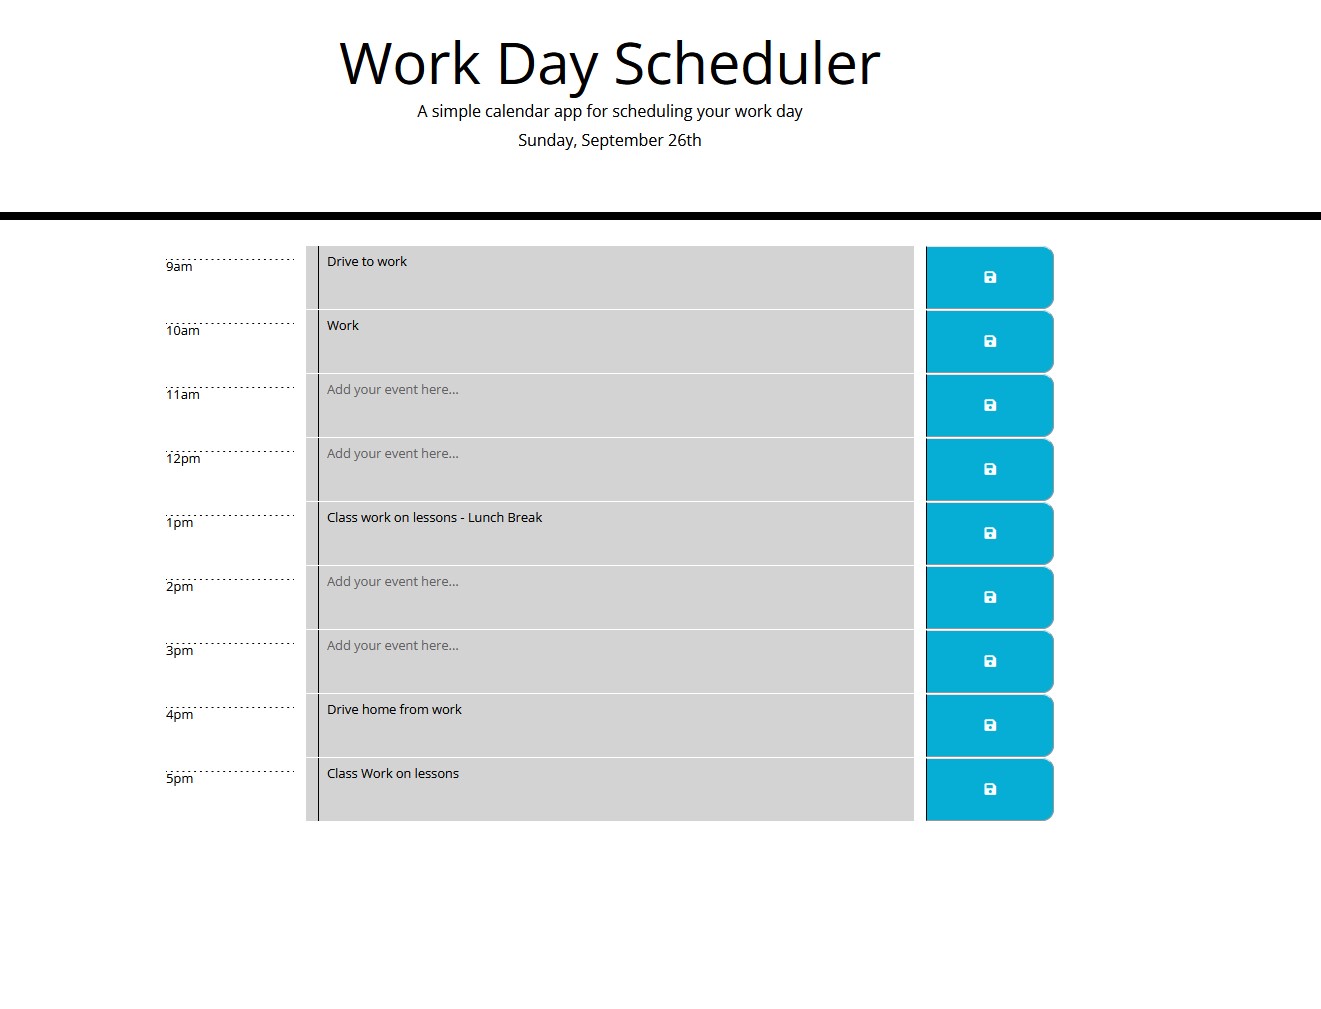 Work Day Scheduler
A simple calendar app for scheduling your work day
Sunday, September 26th
9am Drive to work
10am Work
11am Add your event here...
12pm Add your event here...
1pm Class work on lessons - Lunch Break
2pm Add your event here...
3pm Add your event here...
4pm Drive home from work
5pm Class Work on lessons